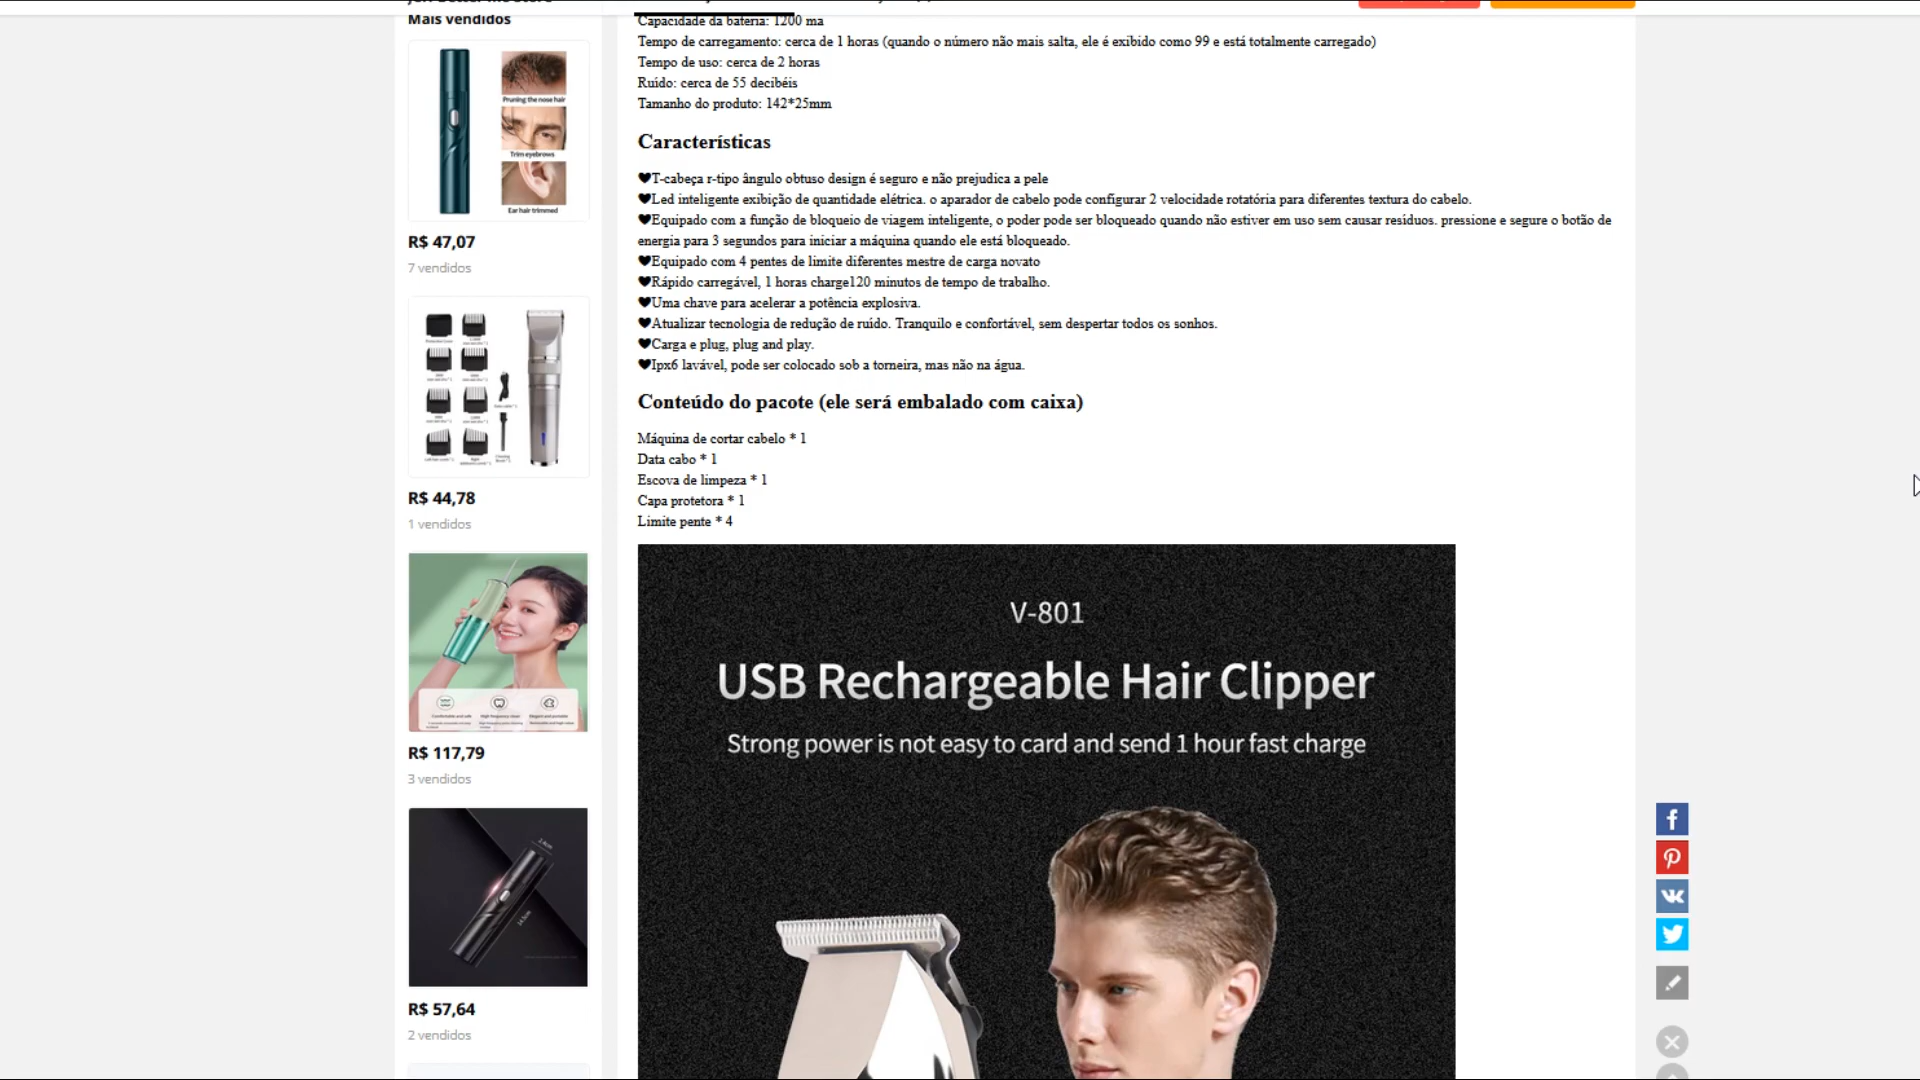 Mais vendidos
Pruning the nose hair
Trim eyebrows
Ear hair trimmed
R$ 47,07
7 vendidos
R$ 44,78
1 vendidos
Comfortable and safe
High frequency clean
Elegant and portable
R$ 117,79
3 vendidos
14.5cm
R$ 57,64
2 vendidos
Capacidade da bateria: 1200 ma
Tempo de carregamento: cerca de 1 horas (quando o número não mais salta, ele é exibido como 99 e está totalmente carregado)
Tempo de uso: cerca de 2 horas
Ruído: cerca de 55 decibéis
Tamanho do produto: 142*25mm
Características
♥T-cabeça r-tipo ângulo obtuso design é seguro e não prejudica a pele
♥Led inteligente exibição de quantidade elétrica. o aparador de cabelo pode configurar 2 velocidade rotatória para diferentes textura do cabelo.
♥Equipado com a função de bloqueio de viagem inteligente, o poder pode ser bloqueado quando não estiver em uso sem causar resíduos. pressione e segure o botão de
energia para 3 segundos para iniciar a máquina quando ele está bloqueado.
♥Equipado com 4 pentes de limite diferentes mestre de carga novato
♥Rápido carregável, 1 horas charge120 minutos de tempo de trabalho.
♥Uma chave para acelerar a potência explosiva.
♥Atualizar tecnologia de redução de ruído. Tranquilo e confortável, sem despertar todos os sonhos.
♥Carga e plug, plug and play.
♥Ipx6 lavável, pode ser colocado sob a torneira, mas não na água.
Conteúdo do pacote (ele será embalado com caixa)
Máquina de cortar cabelo * 1
Data cabo * 1
Escova de limpeza * 1
Capa protetora * 1
Limite pente * 4
V-801
USB Rechargeable Hair Clipper
Strong power is not easy to card and send 1 hour fast charge